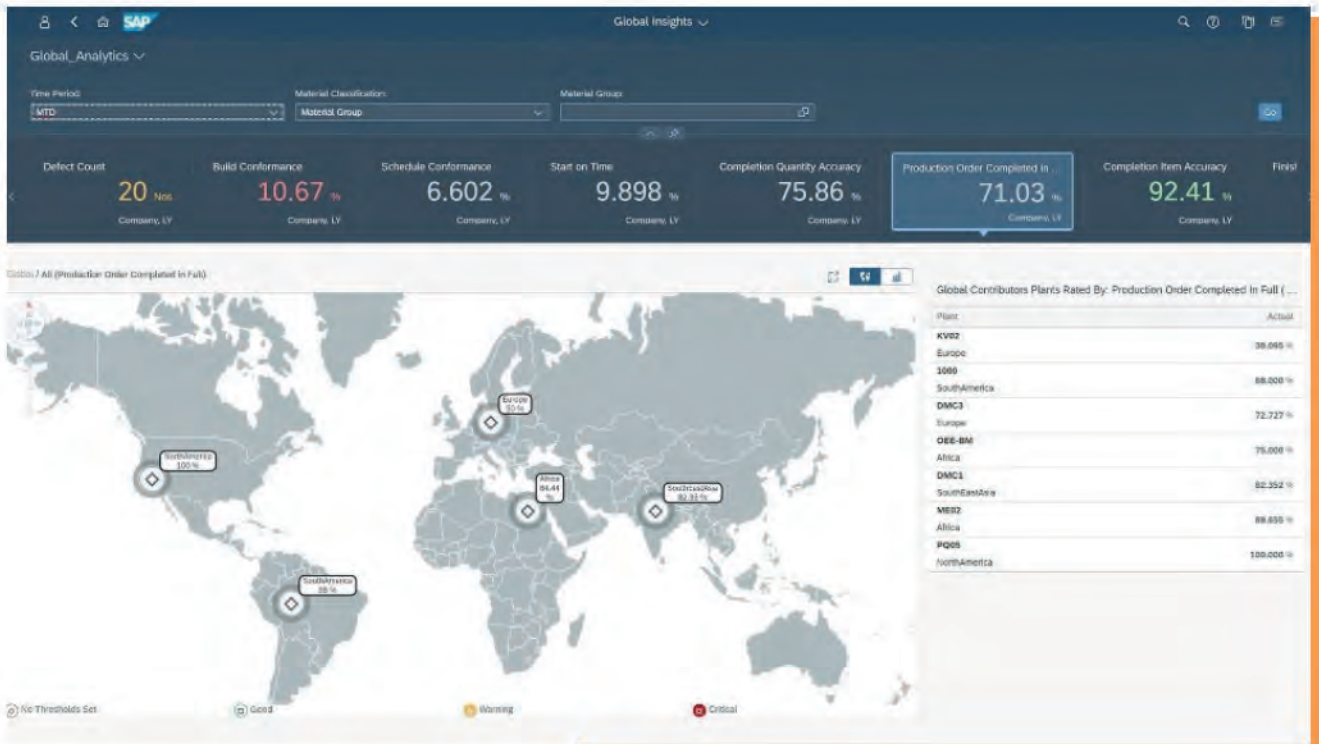 SAP
Global Insights
Global_Analytics
Time Period:
Material Classification:
Material Group:
MTD
Material Group
Go
Defect Count
Build Conformance
Schedule Conformance
Start on Time
Completion Quantity Accuracy
Production Order Completed In ...
Completion Item Accuracy
Finish
20 Nos
10.67 %
6.602 %
9.898 %
75.86 %
71.03 %
92.41 %
Company, LY
Company, LY
Company, LY
Company, LY
Company, LY
Company, LY
Company, LY
/ All (Production Order Completed in Full)
Global Contributors Plants Rated By: Production Order Completed In Full ( ...
Plant
Actual
KV02
Europe
38.095 %
1000
SouthAmerica
DMC3
Europe
72.727 %
OEE-BM
Africa
75.000 %
DMC1
SouthEastAsia
82.352 %
ME02
Africa
PQ05
NorthAmerica
100.000 %
Europe
50 %
NorthAmerica
100 %
Africa
84.44
%
SouthEastAsia
82.35 %
SouthAmerica
No Thresholds Set
Good
Warning
Critical